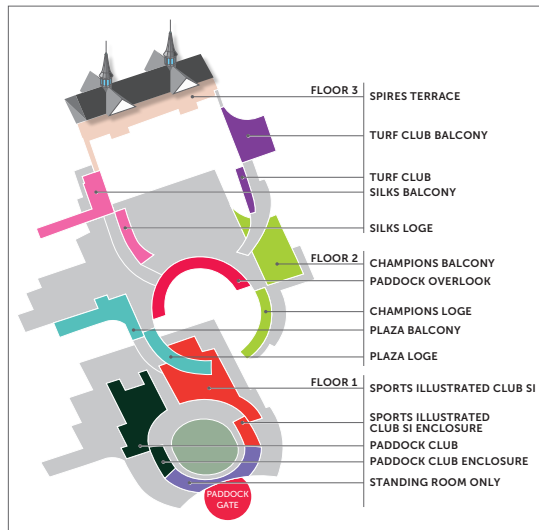 FLOOR 3
SPIRES TERRACE
TURF CLUB BALCONY
TURF CLUB
SILKS BALCONY
SILKS LOGE
FLOOR 2
CHAMPIONS BALCONY
PADDOCK OVERLOOK
CHAMPIONS LOGE
PLAZA BALCONY
PLAZA LOGE
FLOOR 1
SPORTS ILLUSTRATED CLUB SI
SPORTS ILLUSTRATED
CLUB SI ENCLOSURE
PADDOCK CLUB
PADDOCK CLUB ENCLOSURE
STANDING ROOM ONLY
PADDOCK
GATE